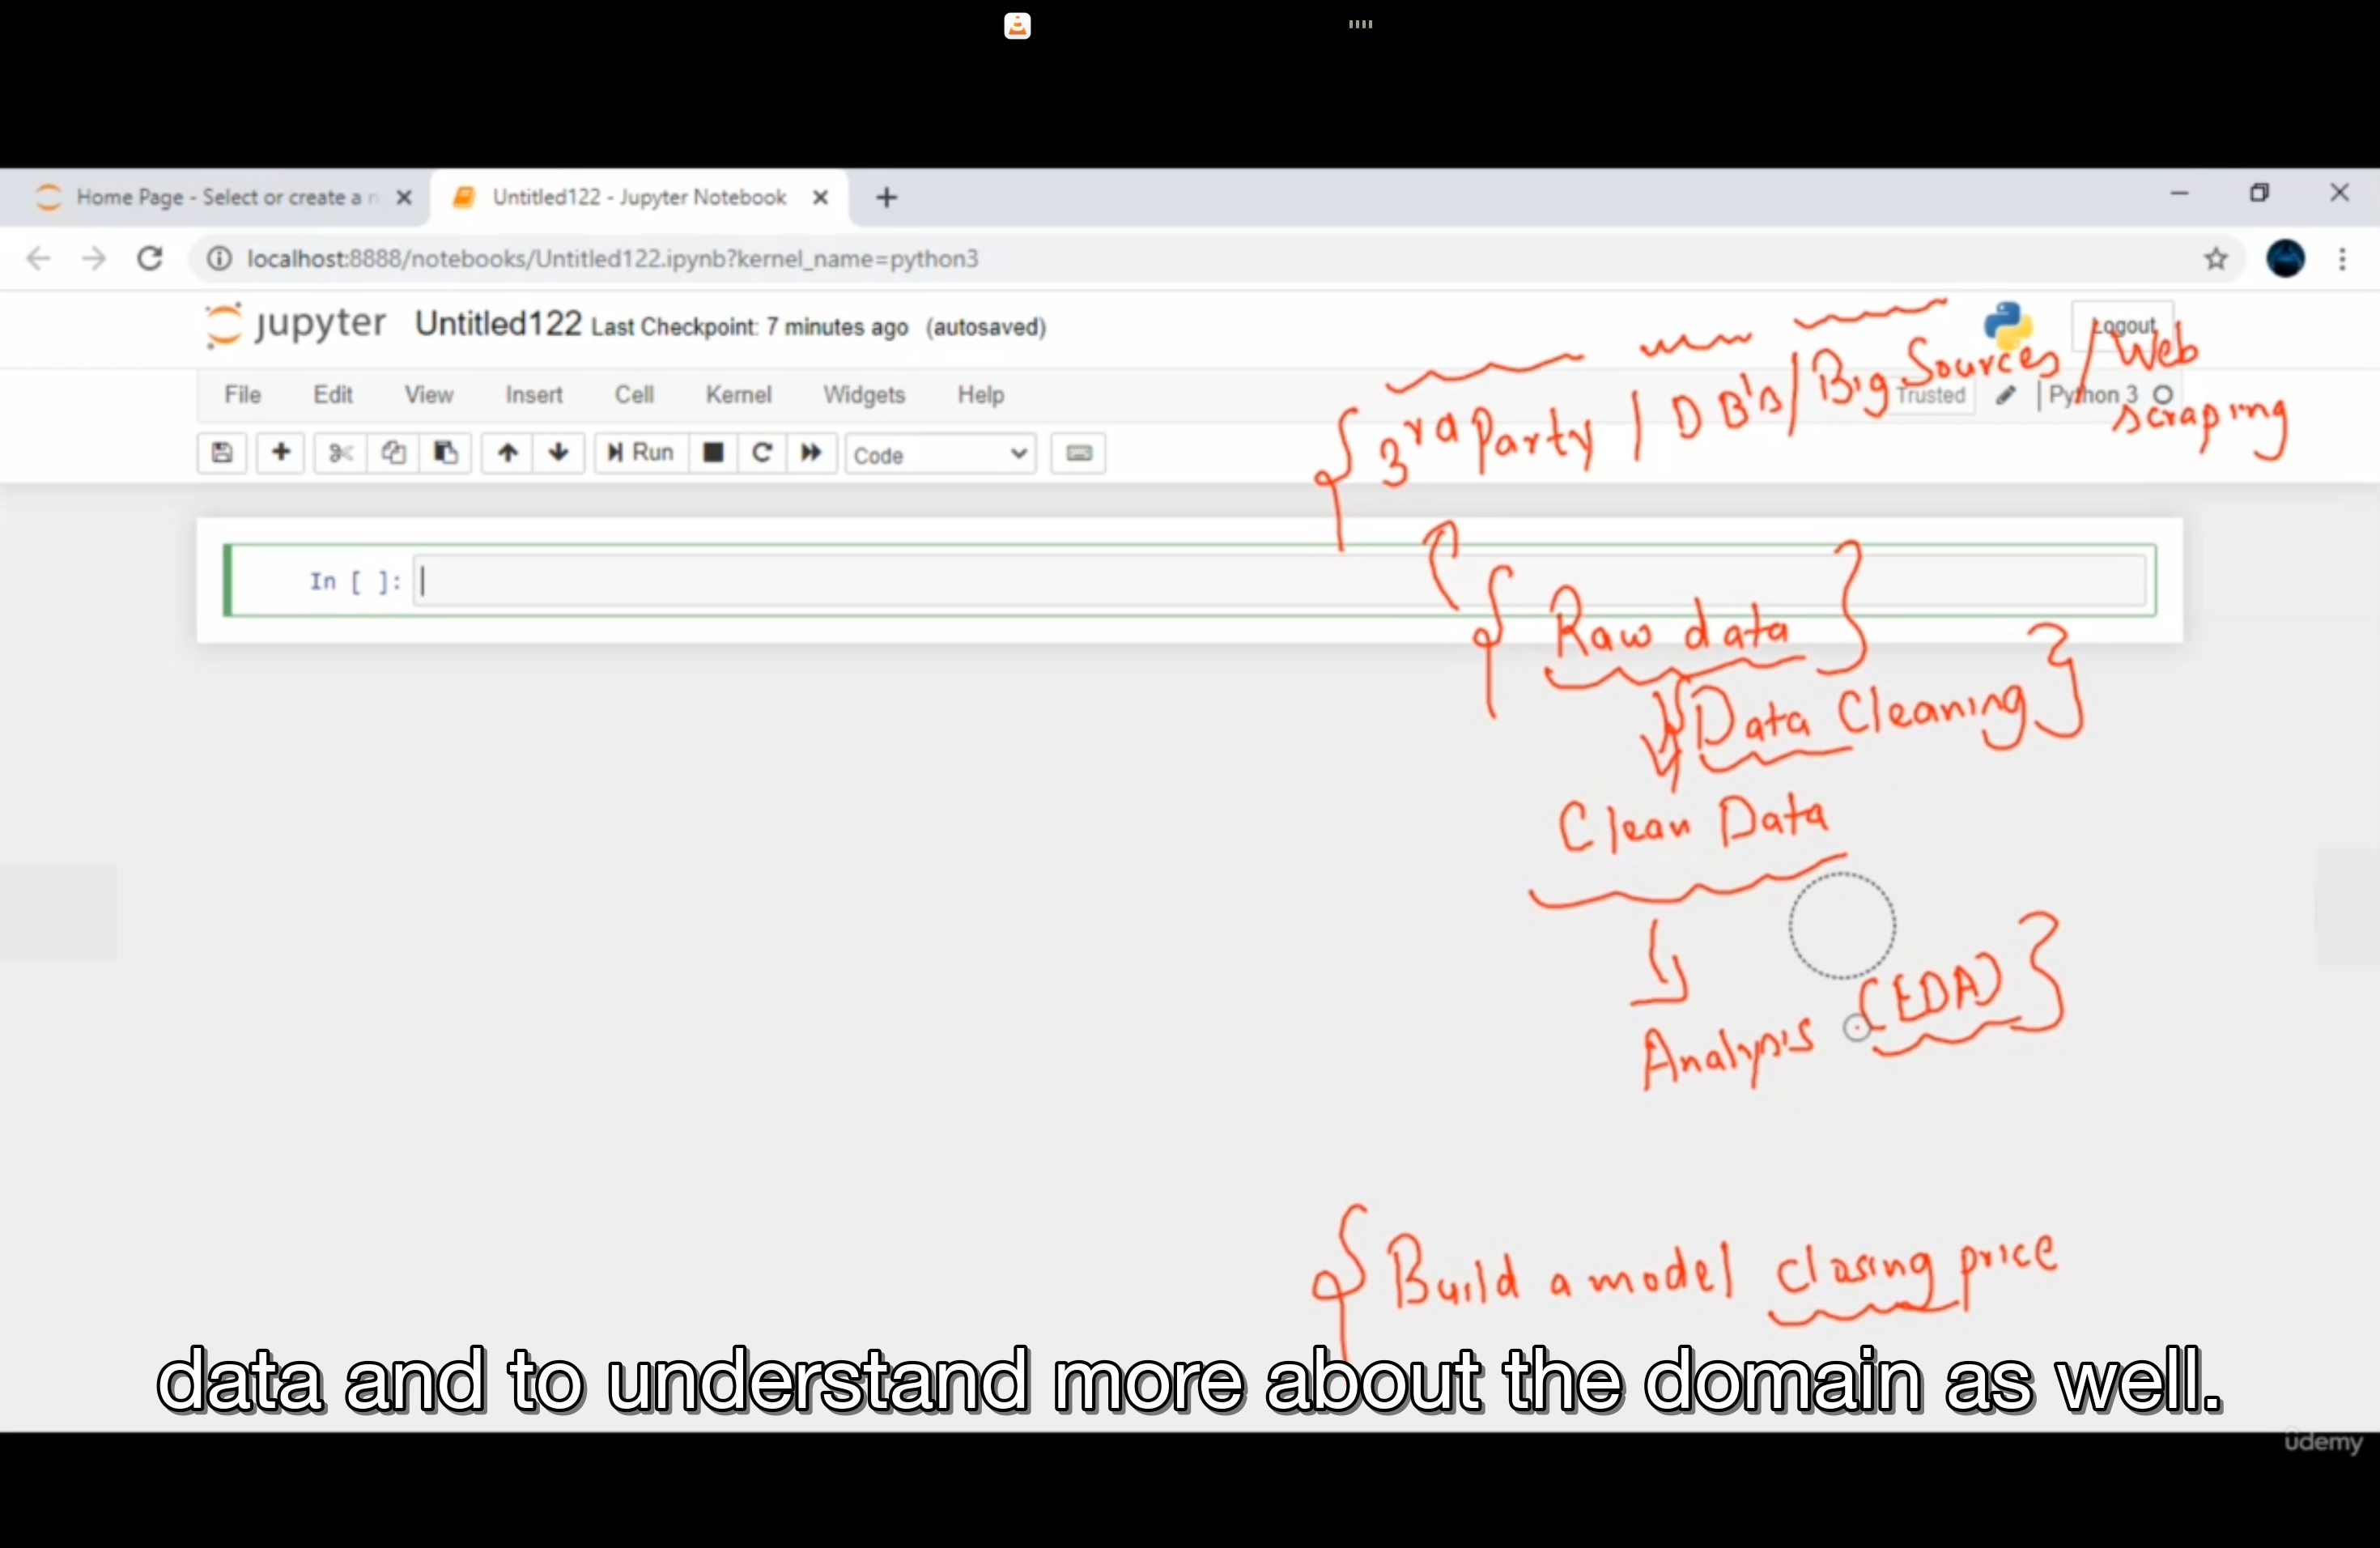 Home Page - Select or create a n
Untitled122 - Jupyter Notebook
localhost:8888/notebooks/Untitled122.ipynb?kernel_name=python3
jupyter Untitled122 Last Checkpoint: 7 minutes ago (autosaved)
Logout
File Edit View Insert Cell Kernel Widgets Help
Trusted Python 3
Run Code
3rd Party / DB's / Big Sources / Web
scraping
In [ ]:
Raw data
Data Cleaning
Clean Data
Analysis (EDA)
Build a model closing price
data and to understand more about the domain as well.
ûdemy